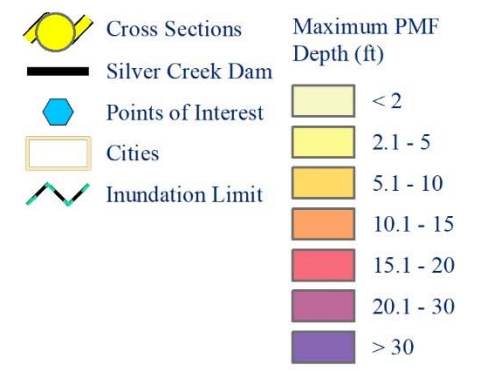 Cross Sections
Silver Creek Dam
Points of Interest
Cities
Inundation Limit
Maximum PMF
Depth (ft)
< 2
2.1 - 5
5.1 - 10
10.1 - 15
15.1 - 20
20.1 - 30
> 30